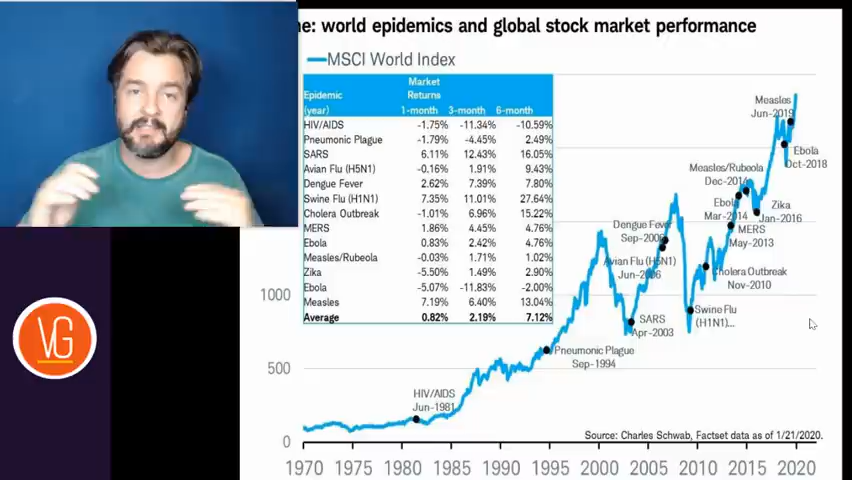 ne: world epidemics and global stock market performance
MSCI World Index
Market
Epidemic Returns
(year) 1-month 3-month 6-month
HIV/AIDS -1.75% -11.34% -10.59%
Pneumonic Plague -1.79% -4.45% 2.49%
SARS 6.11% 12.43% 16.05%
Avian Flu (H5N1) -0.16% 1.91% 9.43%
Dengue Fever 2.62% 7.39% 7.80%
Swine Flu (H1N1) 7.35% 11.01% 27.64%
Cholera Outbreak -1.01% 6.96% 15.22%
MERS 1.86% 4.45% 4.76%
Ebola 0.83% 2.42% 4.76%
Measles/Rubeola -0.03% 1.71% 1.02%
Zika -5.50% 1.49% 2.90%
Ebola -5.07% -11.83% -2.00%
Measles 7.19% 6.40% 13.04%
Average 0.82% 2.19% 7.12%
Measles
Jun-2019
Ebola
Oct-2018
Measles/Rubeola
Dec-2014
Zika
Jan-2016
Ebola
Mar-2014
MERS
May-2013
Dengue Fever
Sep-2006
Avian Flu (H5N1)
Jun-2006
Cholera Outbreak
Nov-2010
Swine Flu
(H1N1)...
SARS
Apr-2003
Pneumonic Plague
Sep-1994
HIV/AIDS
Jun-1981
1000
500
0
VG
Source: Charles Schwab, Factset data as of 1/21/2020.
1970 1975 1980 1985 1990 1995 2000 2005 2010 2015 2020